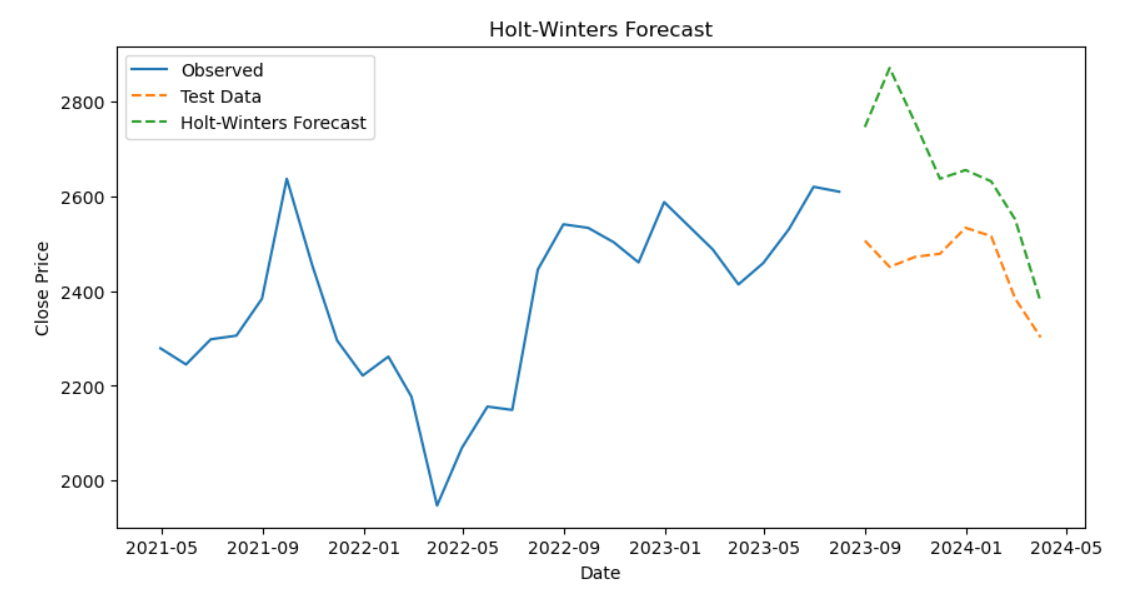 Holt-Winters Forecast
Observed
Test Data
Holt-Winters Forecast
Close Price
2800
2600
2400
2200
2000
2021-05 2021-09 2022-01 2022-05 2022-09 2023-01 2023-05 2023-09 2024-01 2024-05
Date